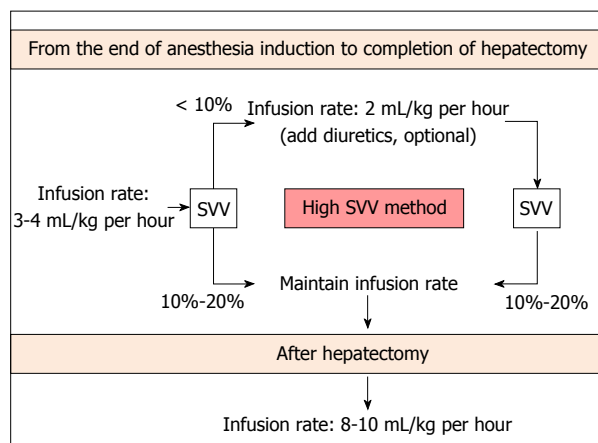 From the end of anesthesia induction to completion of hepatectomy
< 10%
Infusion rate: 2 mL/kg per hour
(add diuretics, optional)
Infusion rate:
3-4 mL/kg per hour
SVV
High SVV method
SVV
10%-20%
Maintain infusion rate
10%-20%
After hepatectomy
Infusion rate: 8-10 mL/kg per hour